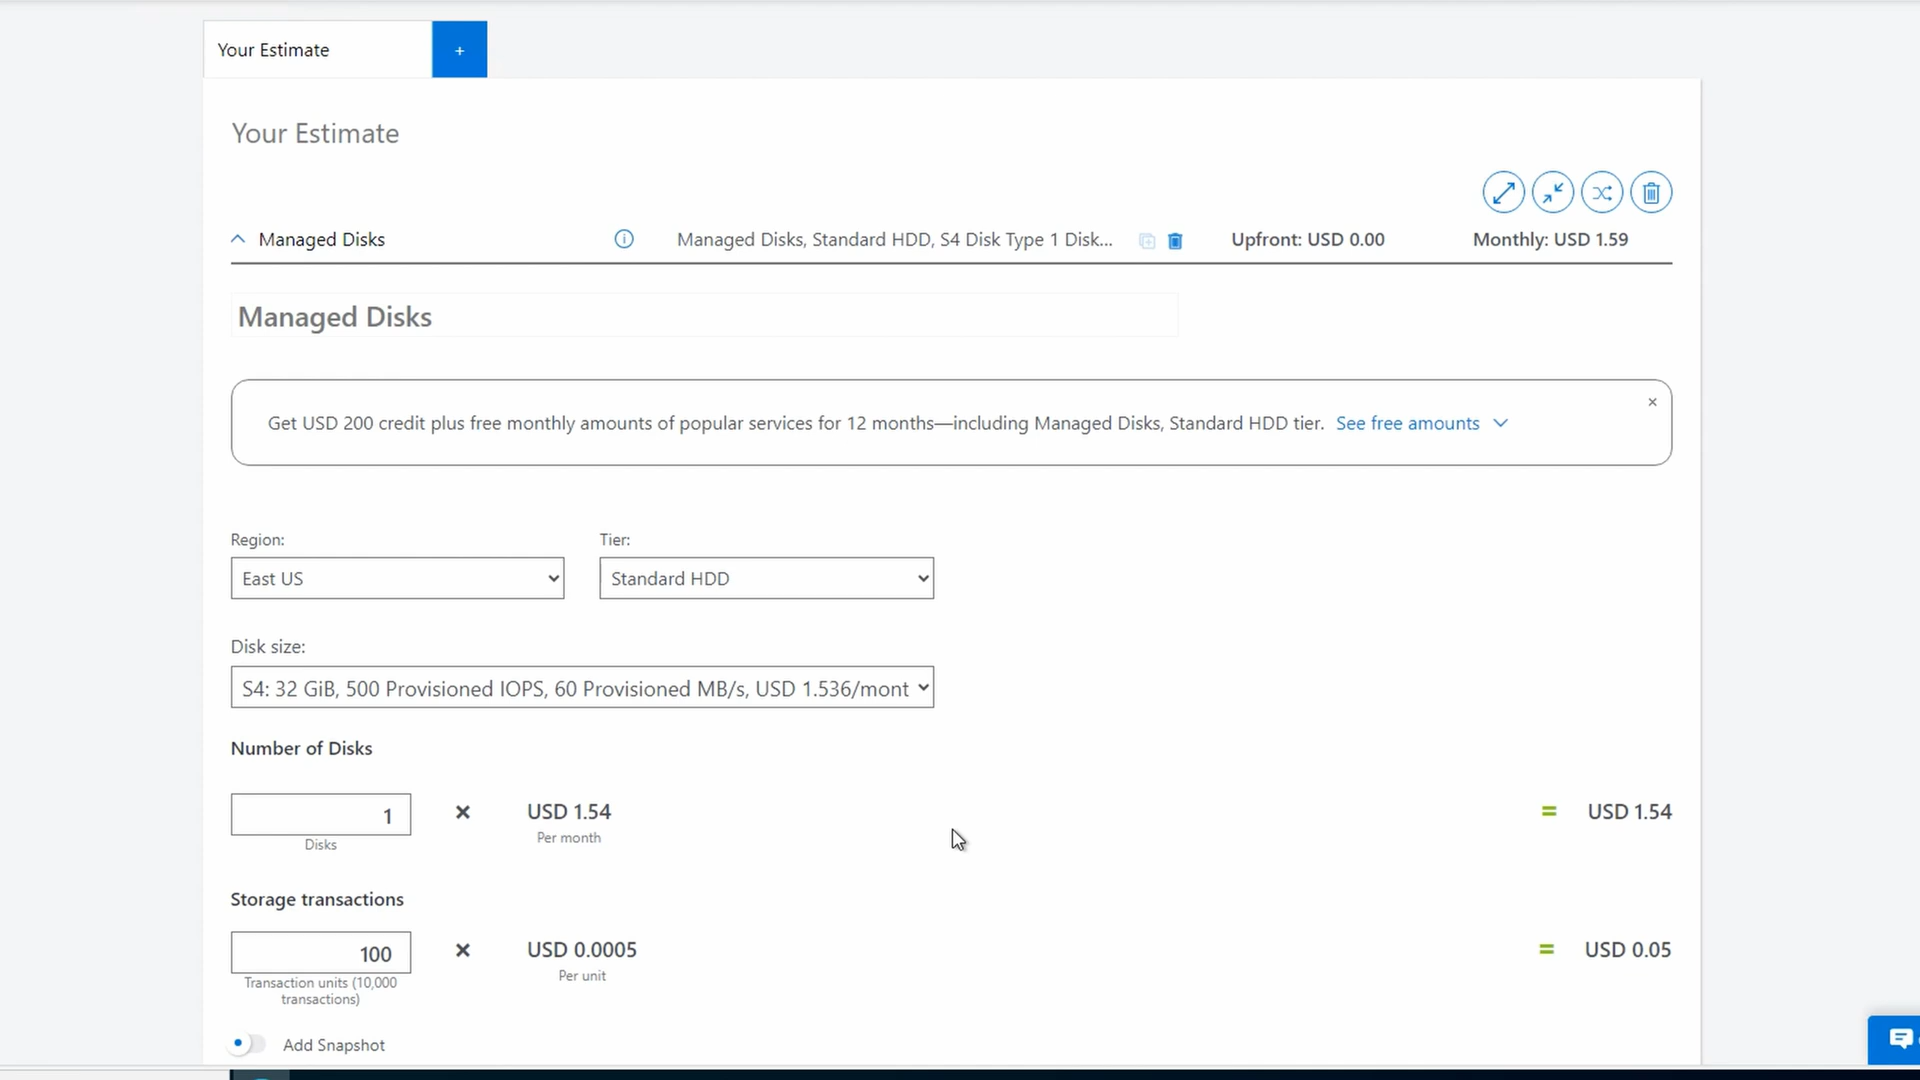 Your Estimate
+
Your Estimate
Managed Disks
Managed Disks, Standard HDD, S4 Disk Type 1 Disk...
Upfront: USD 0.00
Monthly: USD 1.59
Managed Disks
Get USD 200 credit plus free monthly amounts of popular services for 12 months—including Managed Disks, Standard HDD tier. See free amounts
×
Region:
Tier:
East US
Standard HDD
Disk size:
S4: 32 GiB, 500 Provisioned IOPS, 60 Provisioned MB/s, USD 1.536/mont
Number of Disks
1
×
USD 1.54
=
USD 1.54
Disks
Per month
Storage transactions
100
×
USD 0.0005
=
USD 0.05
Transaction units (10,000
transactions)
Per unit
Add Snapshot